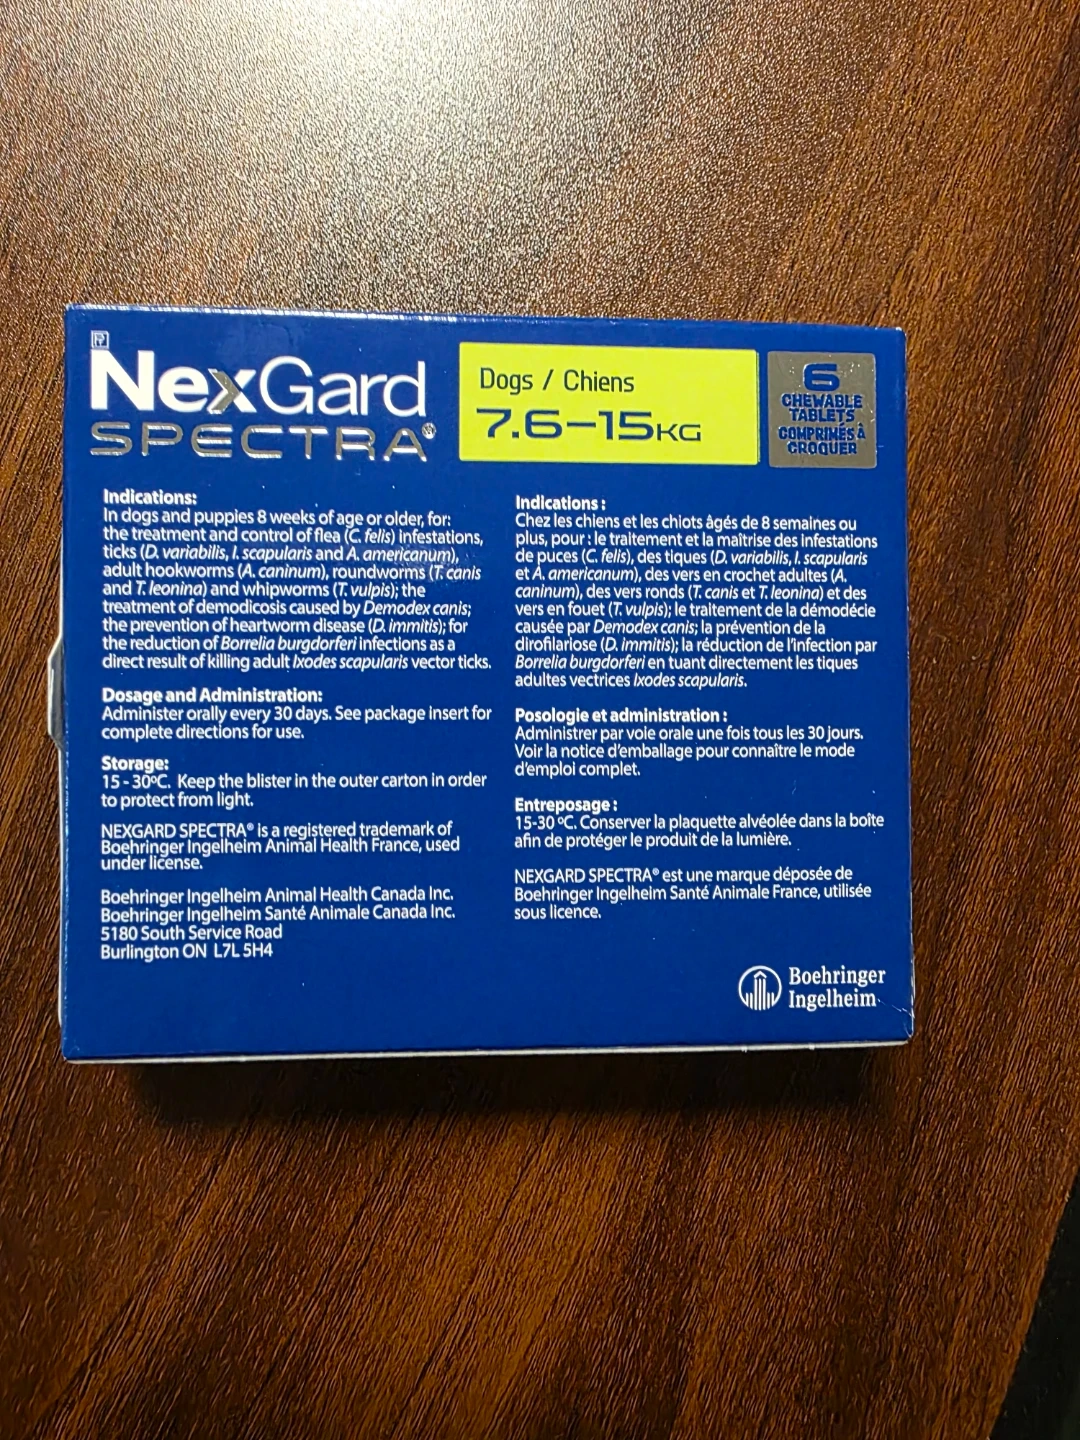 Pr
NexGard
SPECTRA®
Dogs / Chiens
7.6–15KG
6
CHEWABLE
TABLETS
COMPRIMÉS À
CROQUER
Indications:
In dogs and puppies 8 weeks of age or older, for:
the treatment and control of flea (C. felis) infestations,
ticks (D. variabilis, I. scapularis and A. americanum),
adult hookworms (A. caninum), roundworms (T. canis
and T. leonina) and whipworms (T. vulpis); the
treatment of demodicosis caused by Demodex canis;
the prevention of heartworm disease (D. immitis); for
the reduction of Borrelia burgdorferi infections as a
direct result of killing adult Ixodes scapularis vector ticks.
Dosage and Administration:
Administer orally every 30 days. See package insert for
complete directions for use.
Storage:
15 - 30ºC. Keep the blister in the outer carton in order
to protect from light.
NEXGARD SPECTRA® is a registered trademark of
Boehringer Ingelheim Animal Health France, used
under license.
Boehringer Ingelheim Animal Health Canada Inc.
Boehringer Ingelheim Santé Animale Canada Inc.
5180 South Service Road
Burlington ON L7L 5H4
Indications :
Chez les chiens et les chiots âgés de 8 semaines ou
plus, pour : le traitement et la maîtrise des infestations
de puces (C. felis), des tiques (D. variabilis, I. scapularis
et A. americanum), des vers en crochet adultes (A.
caninum), des vers ronds (T. canis et T. leonina) et des
vers en fouet (T. vulpis); le traitement de la démodécie
causée par Demodex canis; la prévention de la
dirofilariose (D. immitis); la réduction de l'infection par
Borrelia burgdorferi en tuant directement les tiques
adultes vectrices Ixodes scapularis.
Posologie et administration :
Administrer par voie orale une fois tous les 30 jours.
Voir la notice d'emballage pour connaître le mode
d'emploi complet.
Entreposage :
15-30 ºC. Conserver la plaquette alvéolée dans la boîte
afin de protéger le produit de la lumière.
NEXGARD SPECTRA® est une marque déposée de
Boehringer Ingelheim Santé Animale France, utilisée
sous licence.
Boehringer
Ingelheim